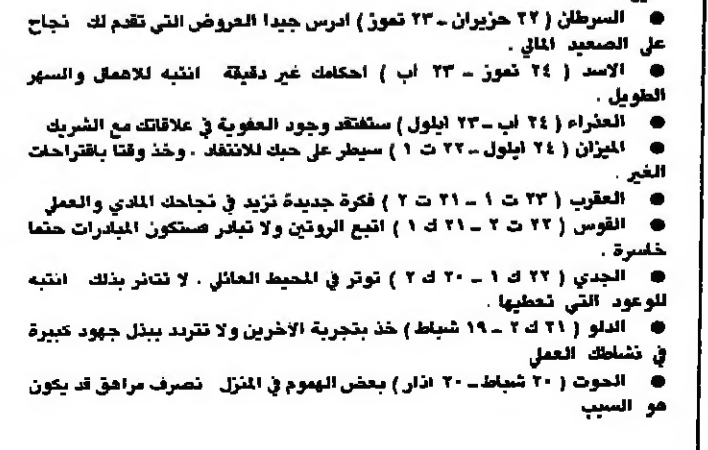 ● السرطان ( ٢٢ حزيران ـ ٢٣ تموز ) ادرس جيدا العروض التي تقدم لك نجاح
على الصعيد المالي .
● الاسد ( ٢٤ تموز ـ ٢٣ اب ) احكامك غير دقيقة انتبه للاهمال والسهر
الطويل .
● العذراء ( ٢٤ اب ـ ٢٣ ايلول ) ستفتقد وجود العفوية في علاقاتك مع الشريك
● الميزان ( ٢٤ ايلول ـ ٢٢ ت ١ ) سيطر على حبك للانتقاد . وخذ وقتا باقتراحات
الغير .
● العقرب ( ٢٣ ت ١ ـ ٢١ ت ٢ ) فكرة جديدة تزيد في نجاحك المادي والعملي
● القوس ( ٢٢ ت ٢ ـ ٢١ ك ١ ) اتبع الروتين ولا تبادر فستكون المبادرات حتما
خاسرة .
● الجدي ( ٢٢ ك ١ ـ ٢٠ ك ٢ ) توتر في المحيط العائلي . لا تتاثر بذلك انتبه
للوعود التي تعطيها .
● الدلو ( ٢١ ك ٢ ـ ١٩ شباط ) خذ بتجربة الآخرين ولا تتردد ببذل جهود كبيرة
في نشاطك العملي
● الحوت ( ٢٠ شباط ـ ٢٠ اذار ) بعض الهموم في المنزل تصرف مراهق قد يكون
هو السبب